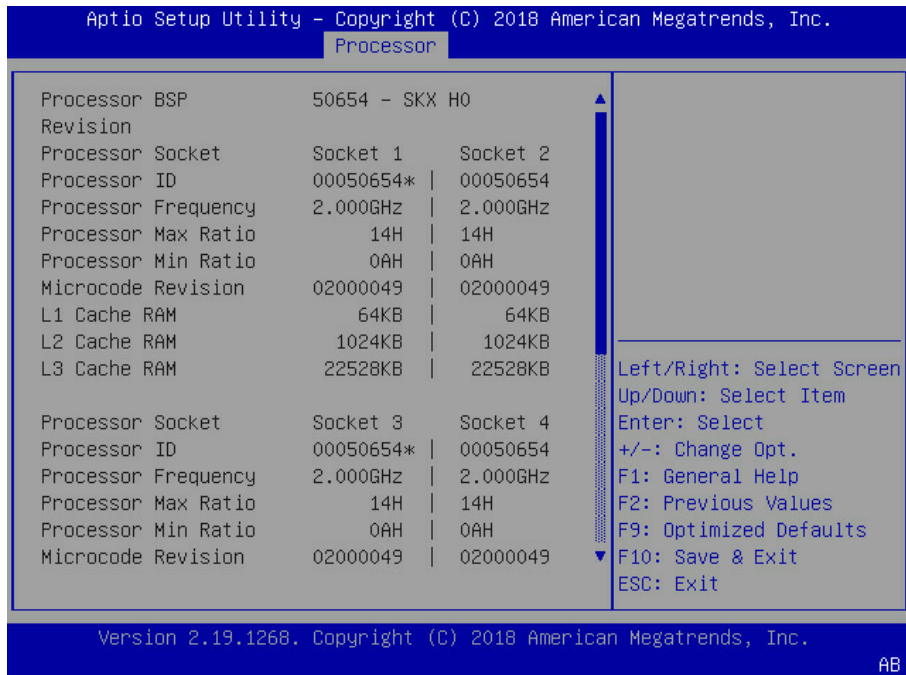 Aptio Setup Utility – Copyright (C) 2018 American Megatrends, Inc.
Processor
Processor BSP 50654 – SKX H0
Revision
Processor Socket Socket 1 Socket 2
Processor ID 00050654* | 00050654
Processor Frequency 2.000GHz | 2.000GHz
Processor Max Ratio 14H | 14H
Processor Min Ratio 0AH | 0AH
Microcode Revision 02000049 | 02000049
L1 Cache RAM 64KB | 64KB
L2 Cache RAM 1024KB | 1024KB
L3 Cache RAM 22528KB | 22528KB
Processor Socket Socket 3 Socket 4
Processor ID 00050654* | 00050654
Processor Frequency 2.000GHz | 2.000GHz
Processor Max Ratio 14H | 14H
Processor Min Ratio 0AH | 0AH
Microcode Revision 02000049 | 02000049
Left/Right: Select Screen
Up/Down: Select Item
Enter: Select
+/-: Change Opt.
F1: General Help
F2: Previous Values
F9: Optimized Defaults
F10: Save & Exit
ESC: Exit
Version 2.19.1268. Copyright (C) 2018 American Megatrends, Inc.
AB